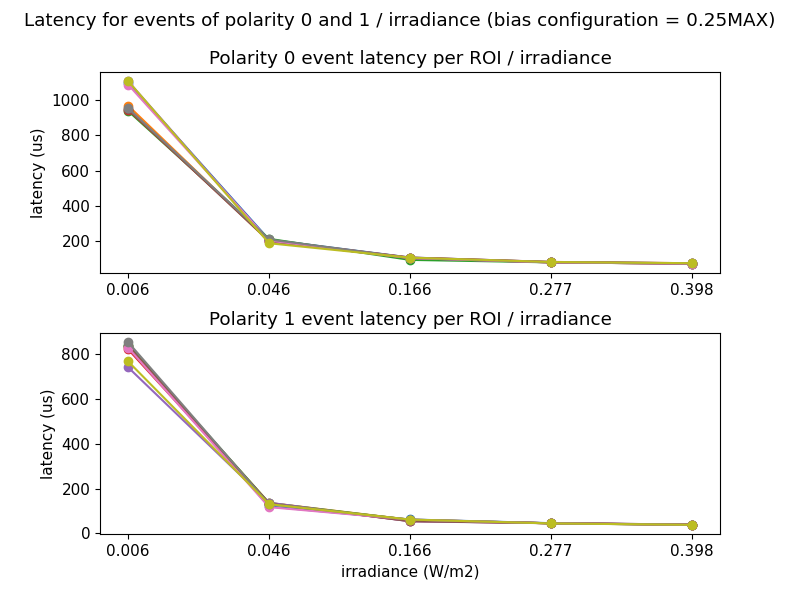 Latency for events of polarity 0 and 1 / irradiance (bias configuration = 0.25MAX)
Polarity 0 event latency per ROI / irradiance
1000
800
600
400
200
latency (us)
0.006 0.046 0.166 0.277 0.398
Polarity 1 event latency per ROI / irradiance
800
600
400
200
0
latency (us)
0.006 0.046 0.166 0.277 0.398
irradiance (W/m2)